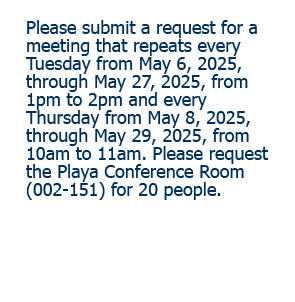 Please submit a request for a
meeting that repeats every
Tuesday from May 6, 2025,
through May 27, 2025, from
1pm to 2pm and every
Thursday from May 8, 2025,
through May 29, 2025, from
10am to 11am. Please request
the Playa Conference Room
(002-151) for 20 people.